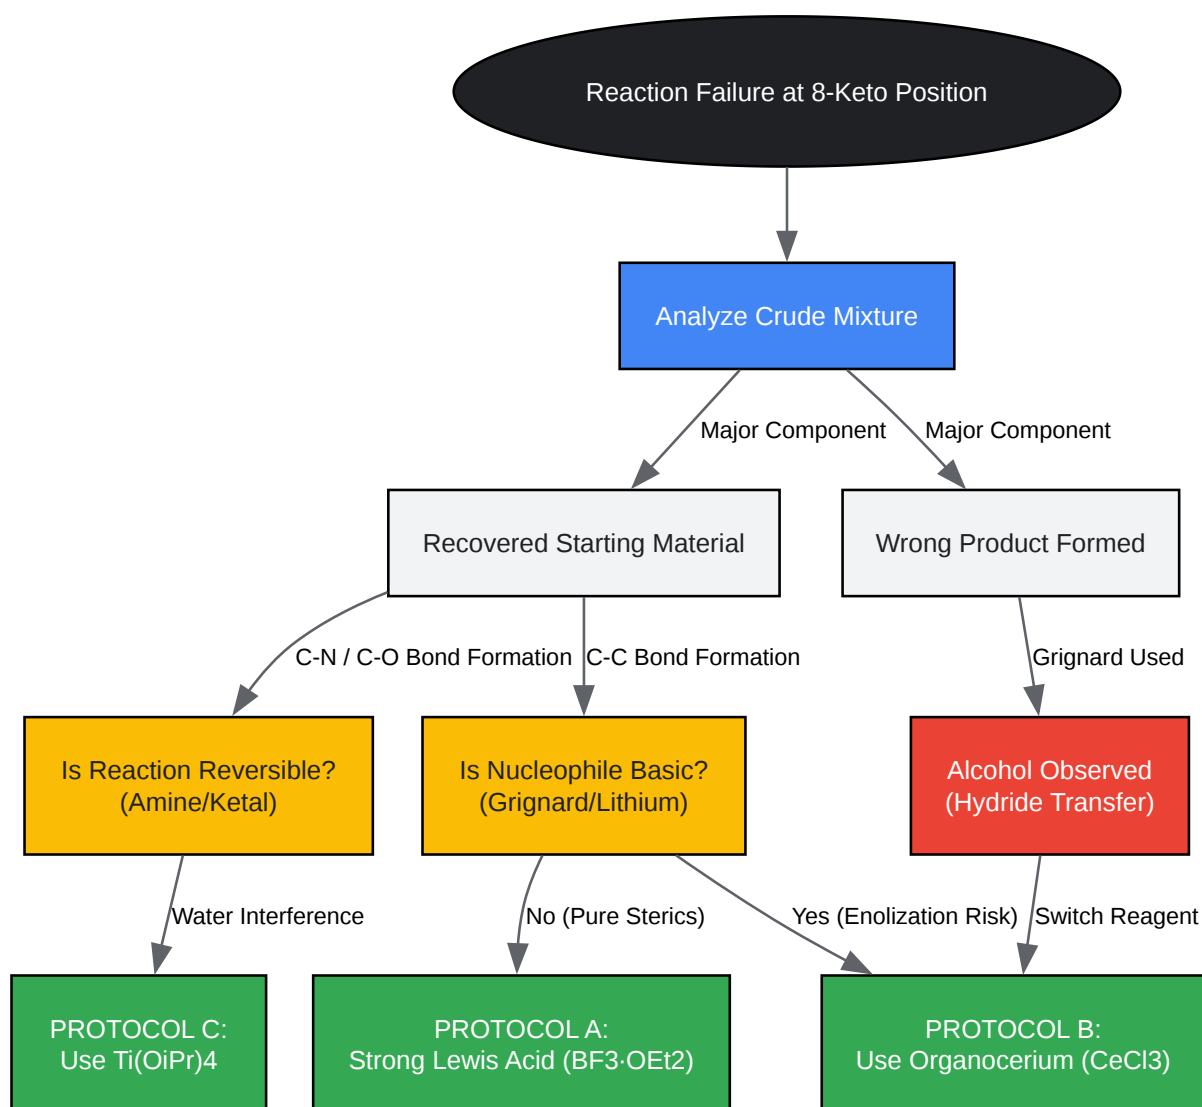 Reaction Failure at 8-Keto Position
Analyze Crude Mixture
Major Component
Major Component
Recovered Starting Material
Wrong Product Formed
C-N / C-O Bond Formation
C-C Bond Formation
Grignard Used
Is Reaction Reversible?
(Amine/Ketal)
Is Nucleophile Basic?
(Grignard/Lithium)
Alcohol Observed
(Hydride Transfer)
Water Interference
No (Pure Sterics)
Yes (Enolization Risk)
Switch Reagent
PROTOCOL C:
Use Ti(OiPr)4
PROTOCOL A:
Strong Lewis Acid (BF3·OEt2)
PROTOCOL B:
Use Organocerium (CeCl3)